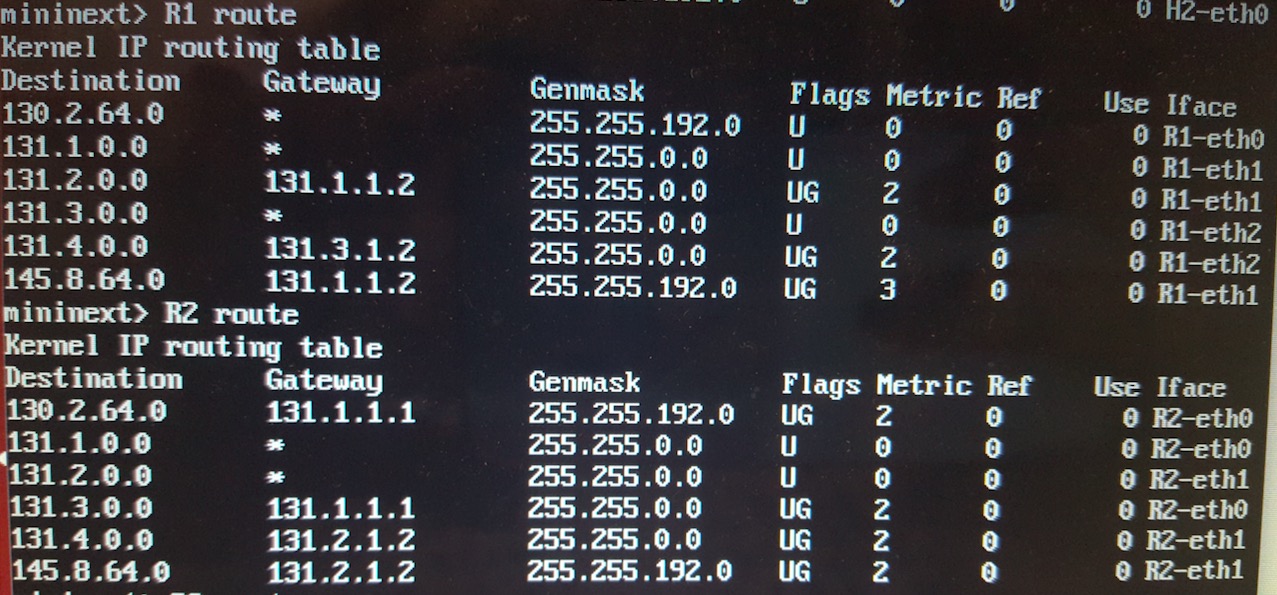 0 H2-eth0
mininext> R1 route
Kernel IP routing table
Destination Gateway Genmask Flags Metric Ref Use Iface
130.2.64.0 * 255.255.192.0 U 0 0 0 R1-eth0
131.1.0.0 * 255.255.0.0 U 0 0 0 R1-eth1
131.2.0.0 131.1.1.2 255.255.0.0 UG 2 0 0 R1-eth1
131.3.0.0 * 255.255.0.0 U 0 0 0 R1-eth2
131.4.0.0 131.3.1.2 255.255.0.0 UG 2 0 0 R1-eth2
145.8.64.0 131.1.1.2 255.255.192.0 UG 3 0 0 R1-eth1
mininext> R2 route
Kernel IP routing table
Destination Gateway Genmask Flags Metric Ref Use Iface
130.2.64.0 131.1.1.1 255.255.192.0 UG 2 0 0 R2-eth0
131.1.0.0 * 255.255.0.0 U 0 0 0 R2-eth0
131.2.0.0 * 255.255.0.0 U 0 0 0 R2-eth1
131.3.0.0 131.1.1.1 255.255.0.0 UG 2 0 0 R2-eth0
131.4.0.0 131.2.1.2 255.255.0.0 UG 2 0 0 R2-eth1
145.8.64.0 131.2.1.2 255.255.192.0 UG 2 0 0 R2-eth1